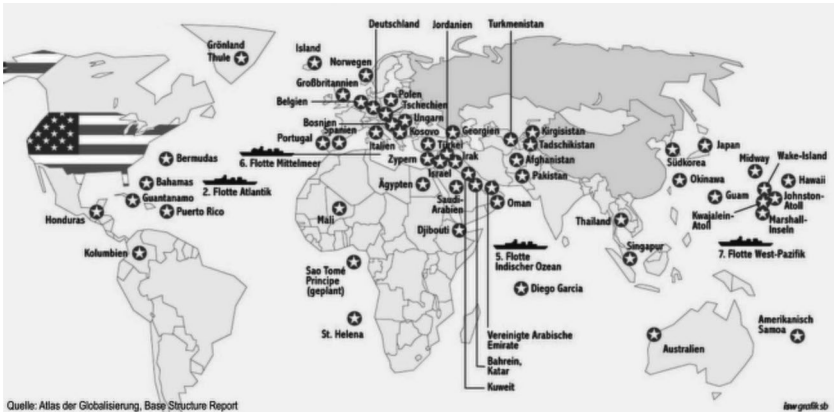 Deutschland
Jordanien
Turkmenistan
Grönland
Thule
Island
Norwegen
Großbritannien
Belgien
Polen
Tschechien
Ungarn
Bosnien
Kosovo
Georgien
Kirgisistan
Tadschikistan
Portugal
Spanien
Italien
Türkei
6. Flotte Mittelmeer
Zypern
Irak
Israel
Afghanistan
Pakistan
Ägypten
Saudi-
Arabien
Oman
Südkorea
Japan
Okinawa
Midway
Wake-Island
Hawaii
Guam
Johnston-
Atoll
Kwajalein-
Atoll
Marshall-
Inseln
7. Flotte West-Pazifik
Bermudas
Bahamas
2. Flotte Atlantik
Guantanamo
Puerto Rico
Honduras
Kolumbien
Mali
Djibouti
Thailand
Singapur
5. Flotte
Indischer Ozean
Sao Tomé
Principe
(geplant)
Diego Garcia
St. Helena
Vereinigte Arabische
Emirate
Bahrein,
Katar
Kuweit
Amerikanisch
Samoa
Australien
Quelle: Atlas der Globalisierung, Base Structure Report
isw grafik sb